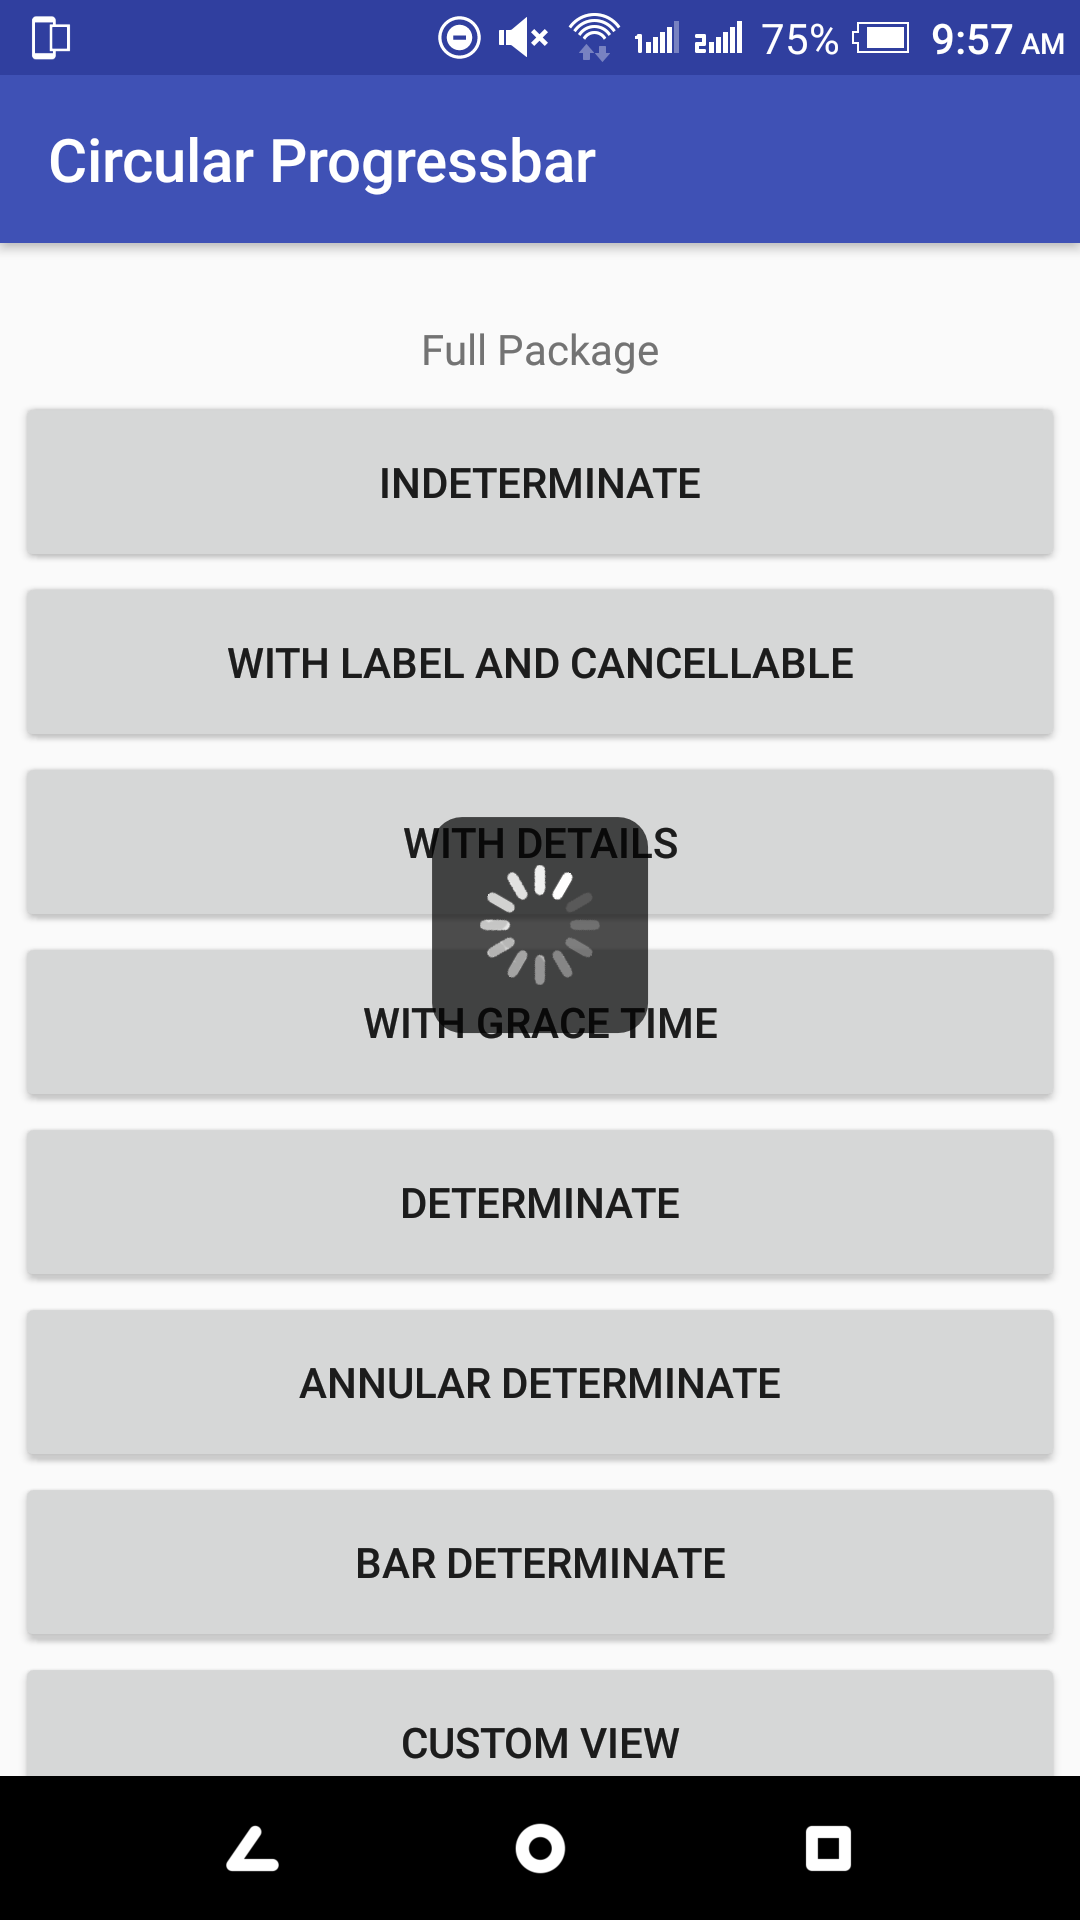 75% 9:57 AM
Circular Progressbar
Full Package
INDETERMINATE
WITH LABEL AND CANCELLABLE
WITH DETAILS
WITH GRACE TIME
DETERMINATE
ANNULAR DETERMINATE
BAR DETERMINATE
CUSTOM VIEW